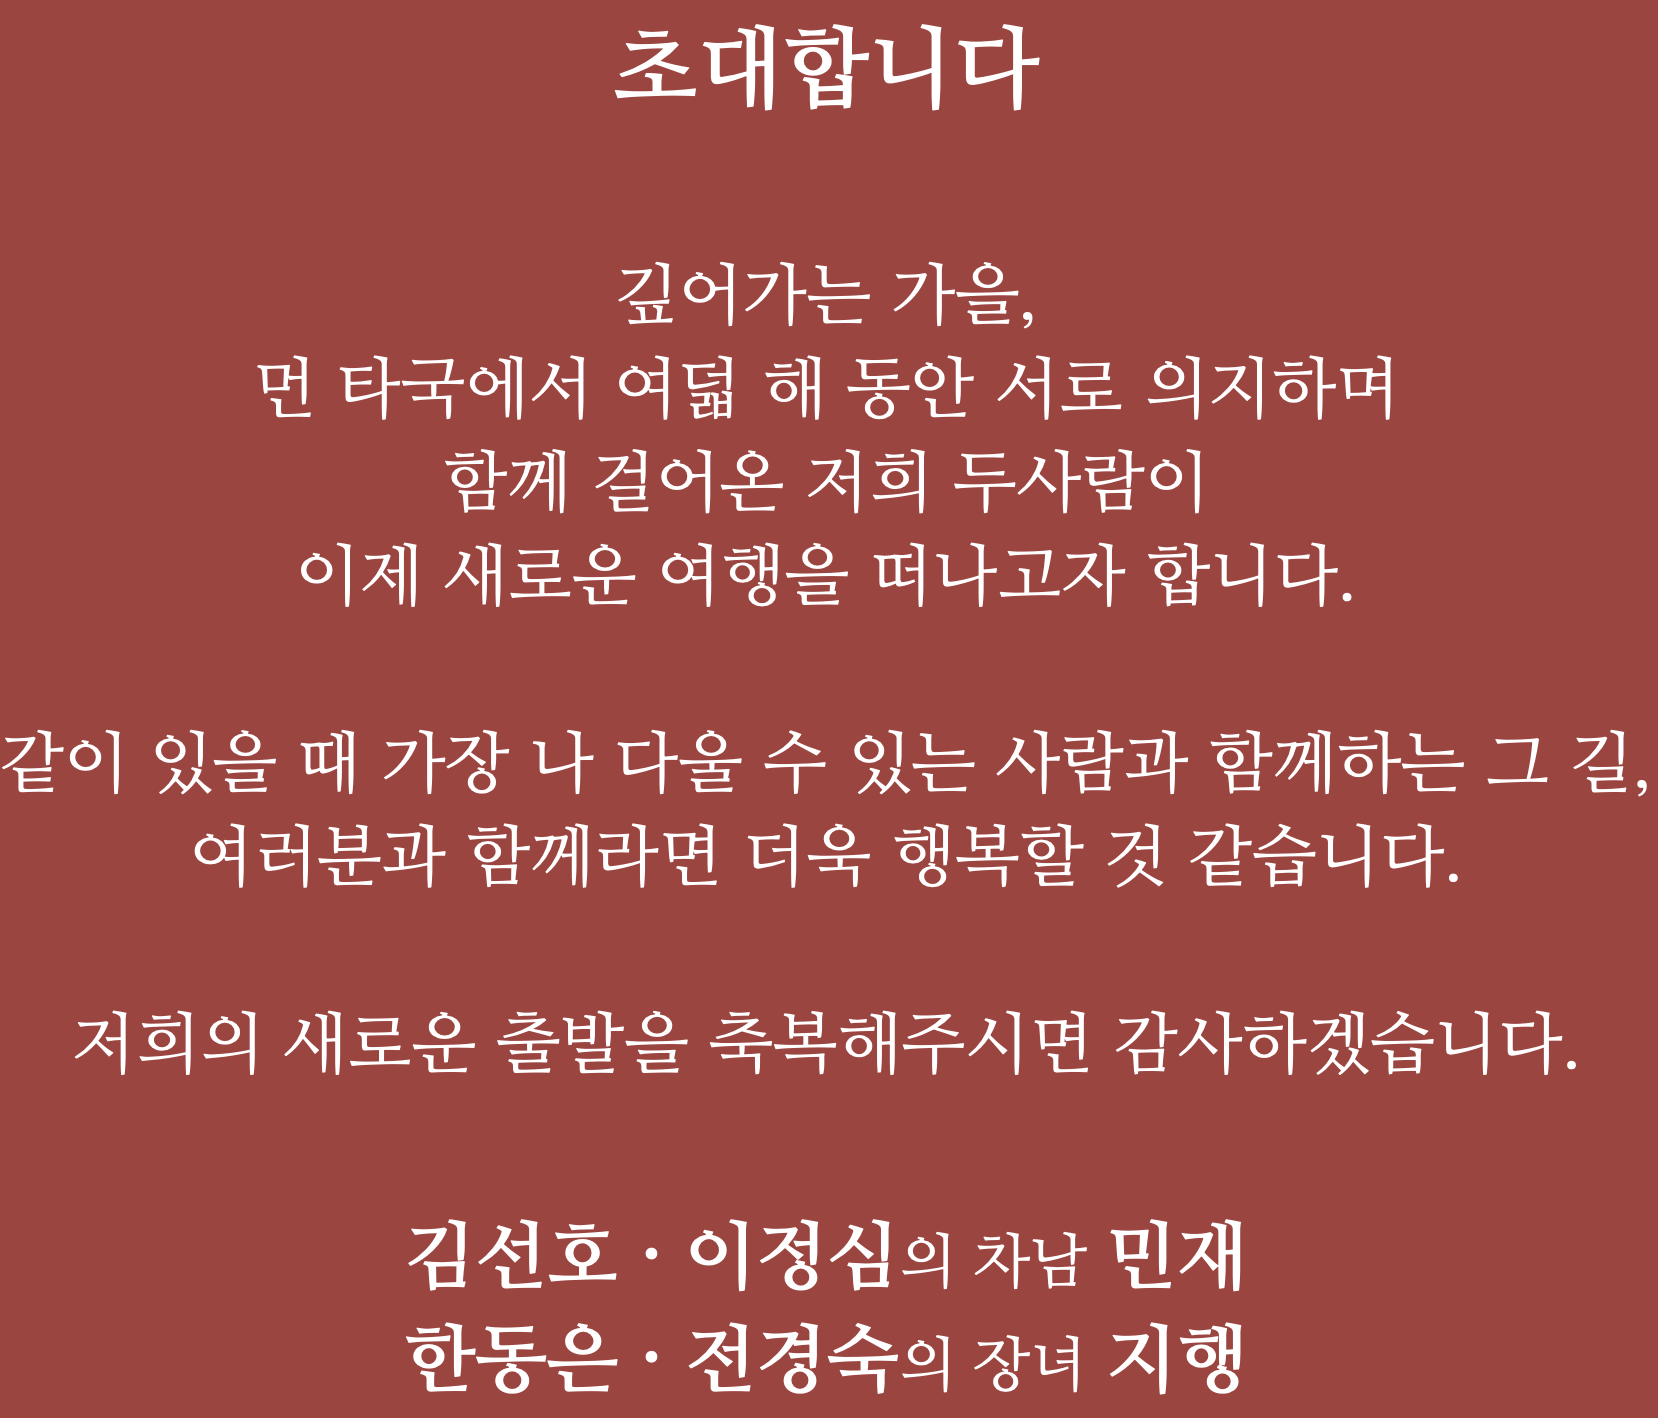 초대합니다
깊어가는 가을,
먼 타국에서 여덟 해 동안 서로 의지하며
함께 걸어온 저희 두사람이
이제 새로운 여행을 떠나고자 합니다.
같이 있을 때 가장 나 다울 수 있는 사람과 함께하는 그 길,
여러분과 함께라면 더욱 행복할 것 같습니다.
저희의 새로운 출발을 축복해주시면 감사하겠습니다.
김선호 · 이정심의 차남 민재
한동은 · 전경숙의 장녀 지행